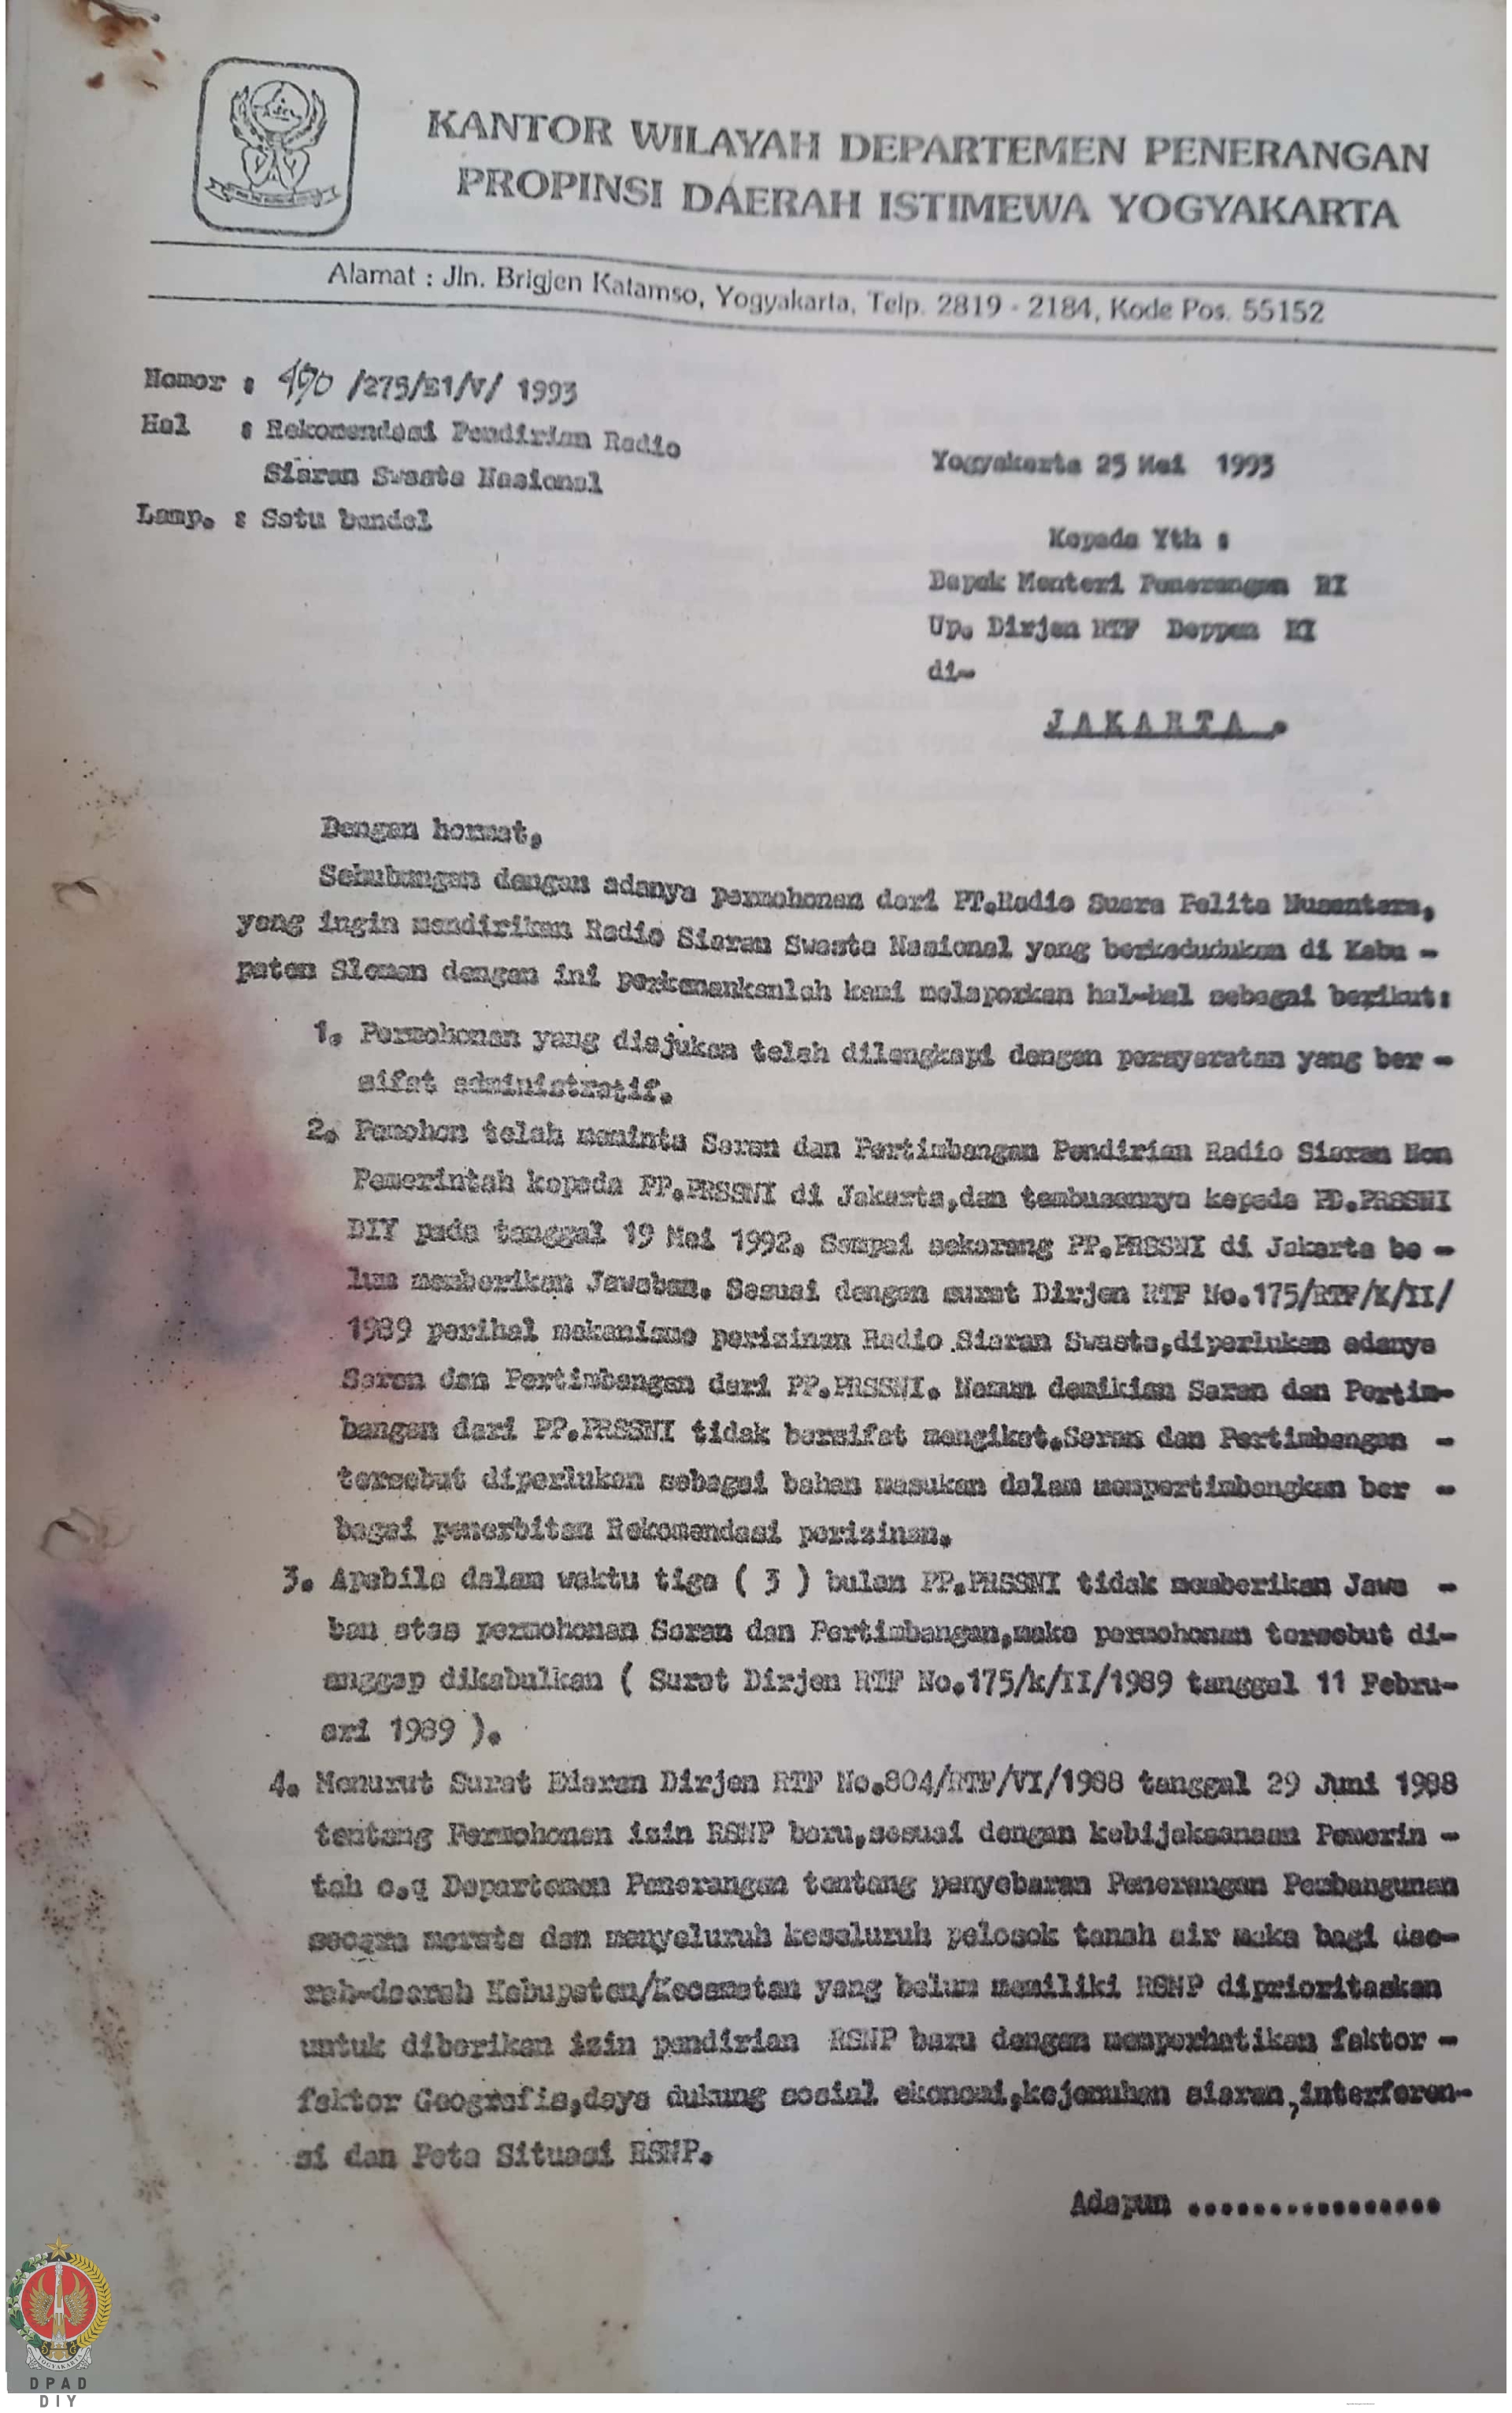 KANTOR WILAYAH DEPARTEMEN PENERANGAN
PROPINSI DAERAH ISTIMEWA YOGYAKARTA
Alamat : Jln. Brigjen Katamso, Yogyakarta, Telp. 2819 - 2184, Kode Pos. 55152
Nomor : 490 /275/E1/V/ 1993
Hal : Rekomendasi Pendirian Radio
Siaran Swasta Nasional
Lamp. : Satu bendel
Yogyakarta 25 Mei 1993
Kepada Yth :
Bapak Menteri Penerangan RI
Up. Dirjen RTF Deppen RI
di-
JAKARTA.
Dengan hormat,
Sehubungan dengan adanya permohonan dari PT.Radio Suara Pelita Nusantara,
yang ingin mendirikan Radio Siaran Swasta Nasional yang berkedudukan di Kabu -
paten Sleman dengan ini perkenankanlah kami melaporkan hal-hal sebagai berikut:
1. Permohonan yang diajukan telah dilengkapi dengan persyaratan yang ber -
sifat administratif.
2. Pemohon telah meminta Saran dan Pertimbangan Pendirian Radio Siaran Non
Pemerintah kepada PP.PRSSNI di Jakarta,dan tembusannya kepada PD.PRSSNI
DIY pada tanggal 19 Mei 1992. Sampai sekarang PP.PRSSNI di Jakarta be -
lum memberikan Jawaban. Sesuai dengan surat Dirjen RTF No.175/RTF/K/II/
1989 perihal mekanisme perizinan Radio Siaran Swasta,diperlukan adanya
Saran dan Pertimbangan dari PP.PRSSNI. Namun demikian Saran dan Pertim-
bangan dari PP.PRSSNI tidak bersifat mengikat.Saran dan Pertimbangan -
tersebut diperlukan sebagai bahan masukan dalam mempertimbangkan ber -
bagai penerbitan Rekomendasi perizinan.
3. Apabila dalam waktu tiga ( 3 ) bulan PP.PRSSNI tidak memberikan Jawa -
ban atas permohonan Saran dan Pertimbangan,maka permohonan tersebut di-
anggap dikabulkan ( Surat Dirjen RTF No.175/k/II/1989 tanggal 11 Febru-
ari 1989 ).
4. Menurut Surat Edaran Dirjen RTF No.804/RTF/VI/1988 tanggal 29 Juni 1988
tentang Permohonan izin RSNP baru,sesuai dengan kebijaksanaan Pemerin -
tah c.q Departemen Penerangan tentang penyebaran Penerangan Pembangunan
secara merata dan menyeluruh keseluruh pelosok tanah air maka bagi dae-
rah-daerah Kabupaten/Kecamatan yang belum memiliki RSNP diprioritaskan
untuk diberikan izin pendirian RSNP baru dengan memperhatikan faktor -
faktor Geografis,daya dukung sosial ekonomi,kejenuhan siaran,interferen-
si dan Peta Situasi RSNP.
Adapun ................
YOGYAKARTA
DPAD
DIY